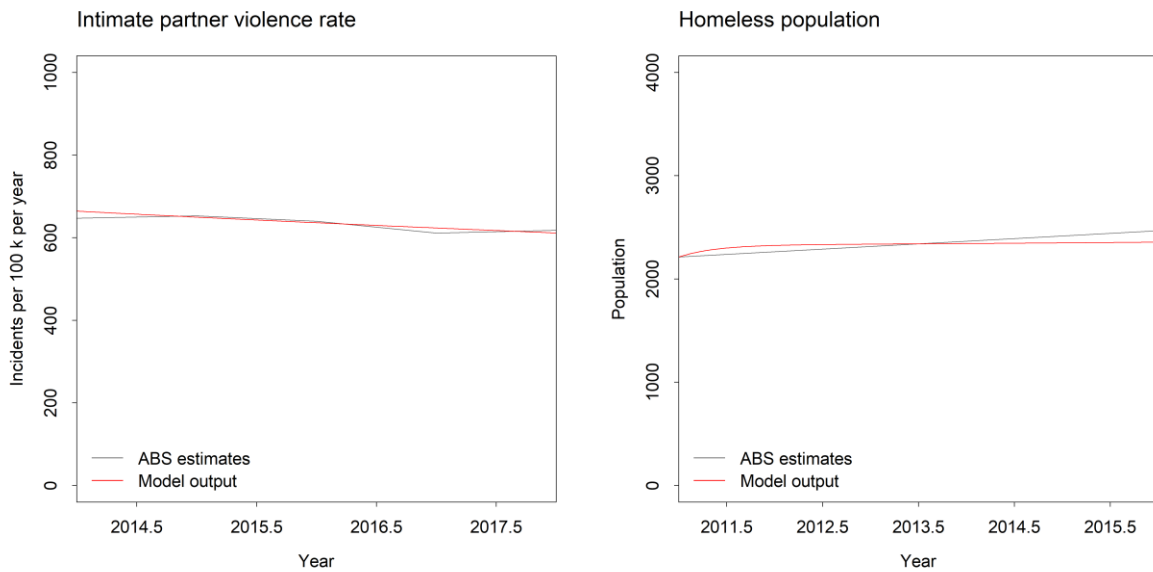 Intimate partner violence rate
Incidents per 100 k per year
1000
800
600
400
200
0
ABS estimates
Model output
2014.5 2015.5 2016.5 2017.5
Year
Homeless population
Population
4000
3000
2000
1000
0
ABS estimates
Model output
2011.5 2012.5 2013.5 2014.5 2015.5
Year